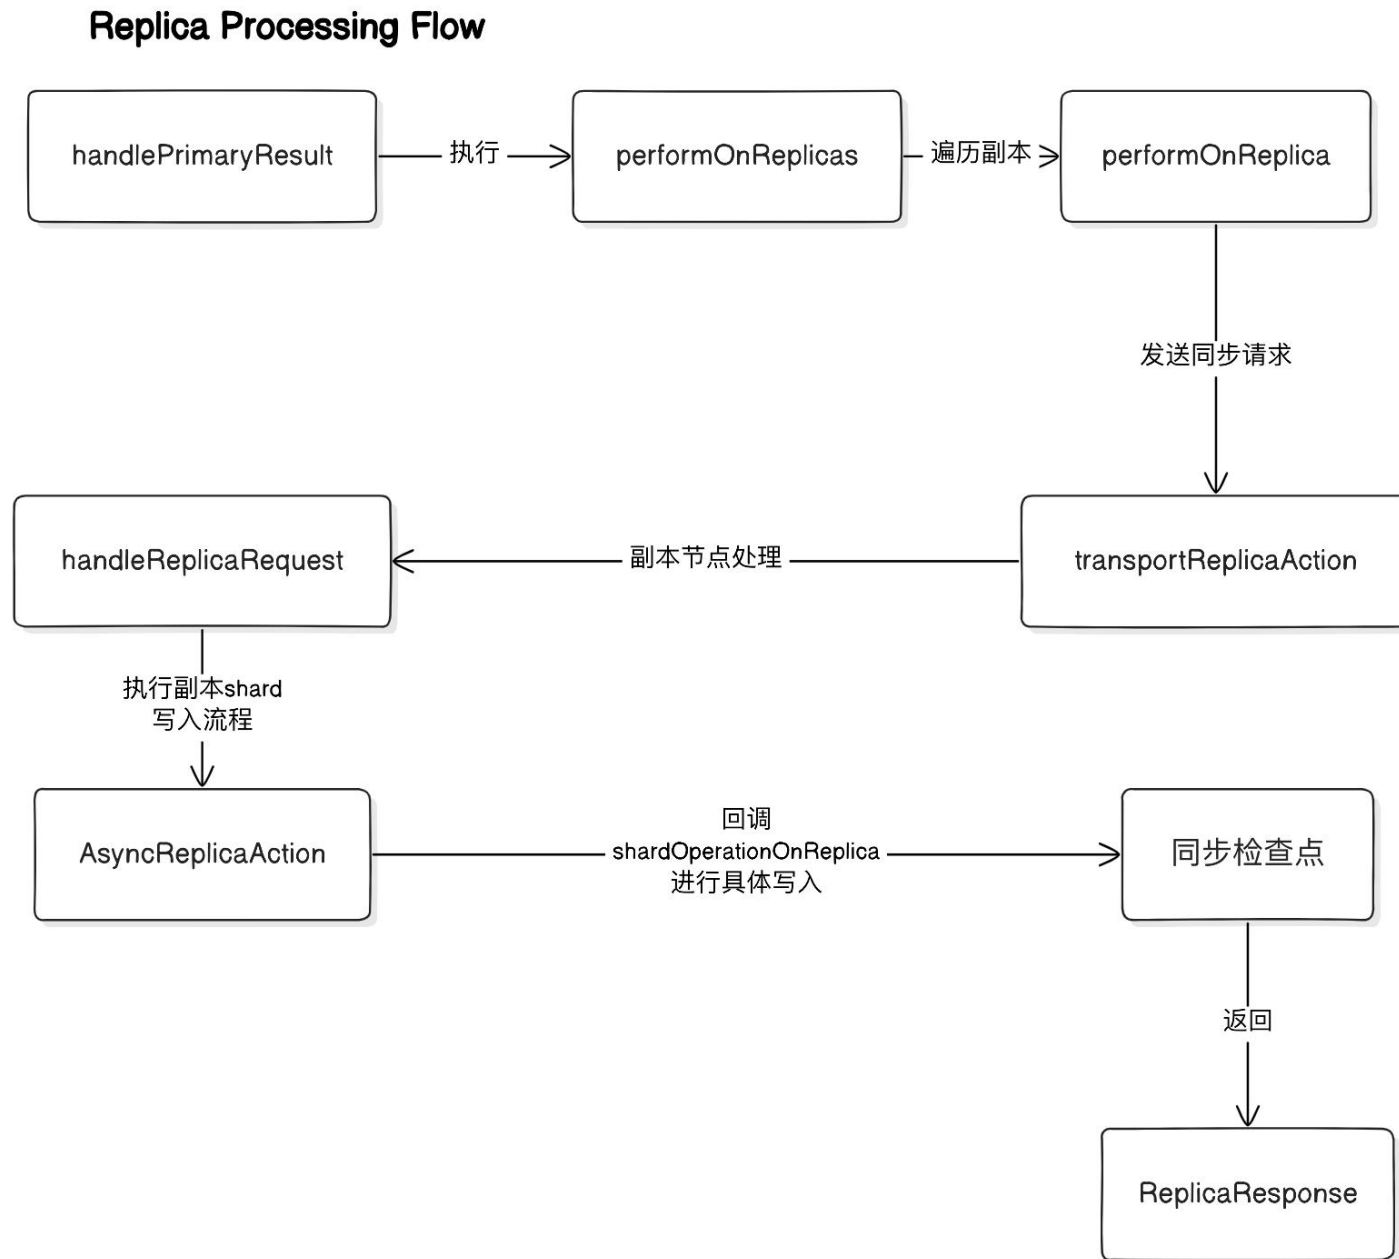 Replica Processing Flow
handlePrimaryResult
执行
performOnReplicas
遍历副本
performOnReplica
发送同步请求
transportReplicaAction
副本节点处理
handleReplicaRequest
执行副本shard
写入流程
AsyncReplicaAction
回调
shardOperationOnReplica
进行具体写入
同步检查点
返回
ReplicaResponse